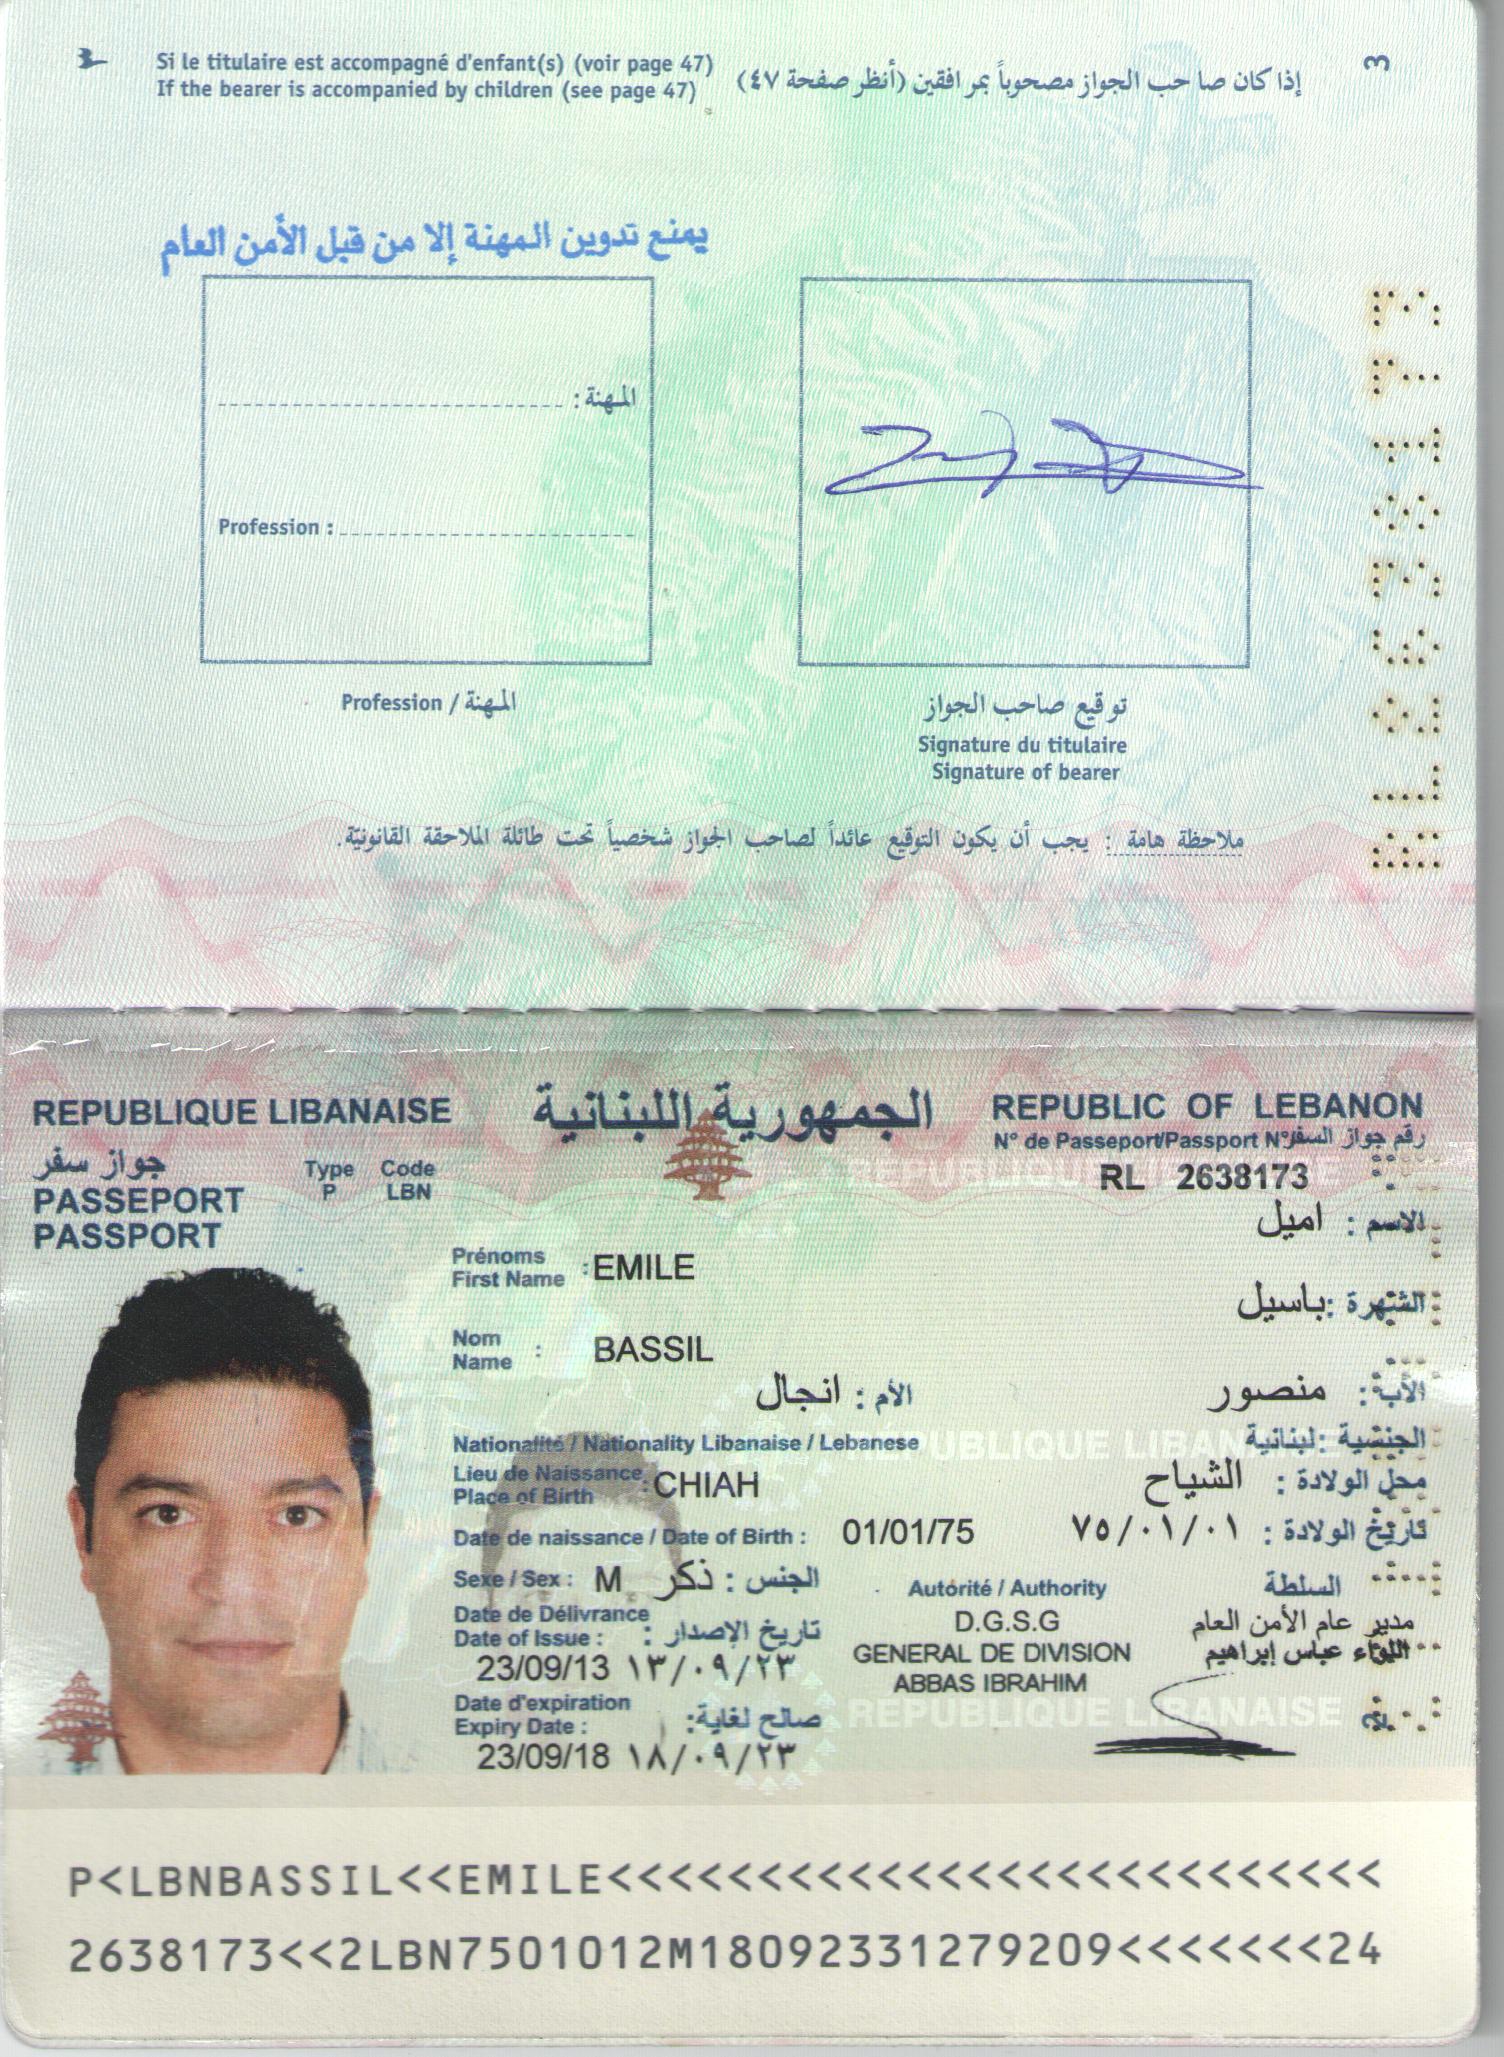 Si le titulaire est accompagné d'enfant(s) (voir page 47)
If the bearer is accompanied by children (see page 47)
إذا كان صاحب الجواز مصحوباً بمرافقين (أنظر صفحة ٤٧)
3
يمنع تدوين المهنة إلا من قبل الأمن العام
المهنة :
Profession :
Profession / المهنة
توقيع صاحب الجواز
Signature du titulaire
Signature of bearer
ملاحظة هامة : يجب أن يكون التوقيع عائداً لصاحب الجواز شخصياً تحت طائلة الملاحقة القانونيّة.
REPUBLIQUE LIBANAISE الجمهورية اللبنانية REPUBLIC OF LEBANON
N° de Passeport/Passport N° رقم جواز السفر
جواز سفر
PASSEPORT
PASSPORT
Type Code
P LBN
RL 2638173
الاسم : اميل
Prénoms
First Name : EMILE
الشهرة : باسيل
Nom
Name : BASSIL
الأب : منصور
الأم : انجال
Nationalité / Nationality Libanaise / Lebanese
الجنسية : لبنانية
Lieu de Naissance
Place of Birth : CHIAH
محل الولادة : الشياح
Date de naissance / Date of Birth : 01/01/75
تاريخ الولادة : ٧٥/٠١/٠١
Sexe / Sex : M الجنس : ذكر
Autorité / Authority السلطة
D.G.S.G
GENERAL DE DIVISION
ABBAS IBRAHIM
مدير عام الأمن العام
اللواء عباس إبراهيم
Date de Délivrance
Date of Issue : تاريخ الإصدار :
23/09/13 ١٣/٠٩/٢٣
Date d'expiration
Expiry Date : صالح لغاية:
23/09/18 ١٨/٠٩/٢٣
REPUBLIQUE LIBANAISE
P<LBNBASSIL<<EMILE<<<<<<<<<<<<<<<<<<<<<<<<<<
2638173<<2LBN7501012M18092331279209<<<<<<<24